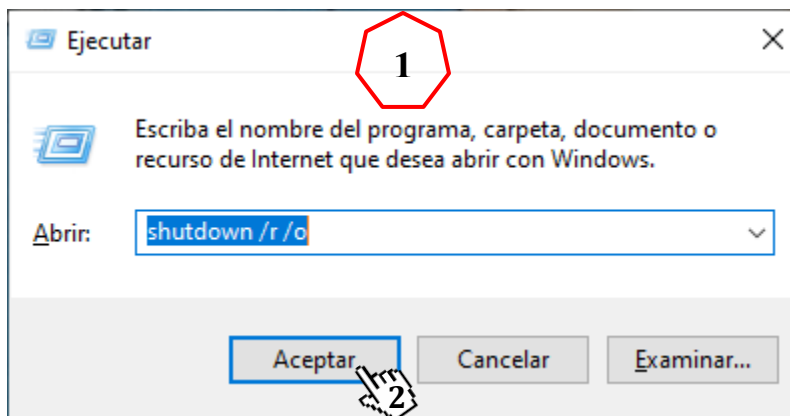 Ejecutar
1
Escriba el nombre del programa, carpeta, documento o
recurso de Internet que desea abrir con Windows.
Abrir:
shutdown /r /o
Aceptar
Cancelar
Examinar...
2